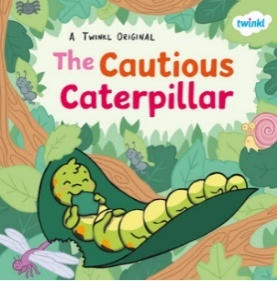 twinkl
A TWINKL ORIGINAL
The Cautious
Caterpillar